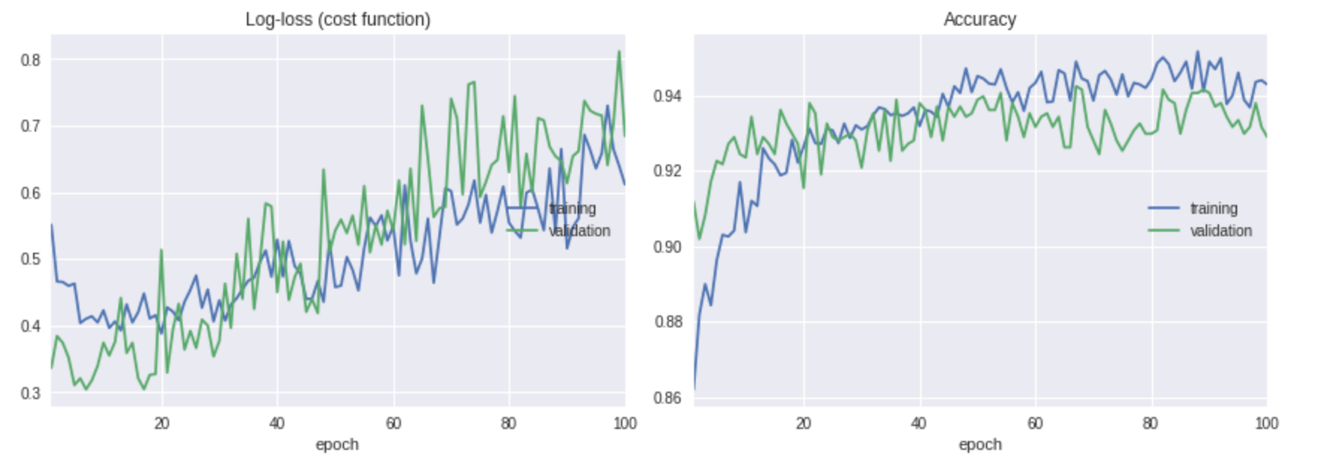 Log-loss (cost function)
0.8
0.7
0.6
0.5
0.4
0.3
training
validation
20 40 60 80 100
epoch
Accuracy
0.94
0.92
0.90
0.88
0.86
training
validation
20 40 60 80 100
epoch